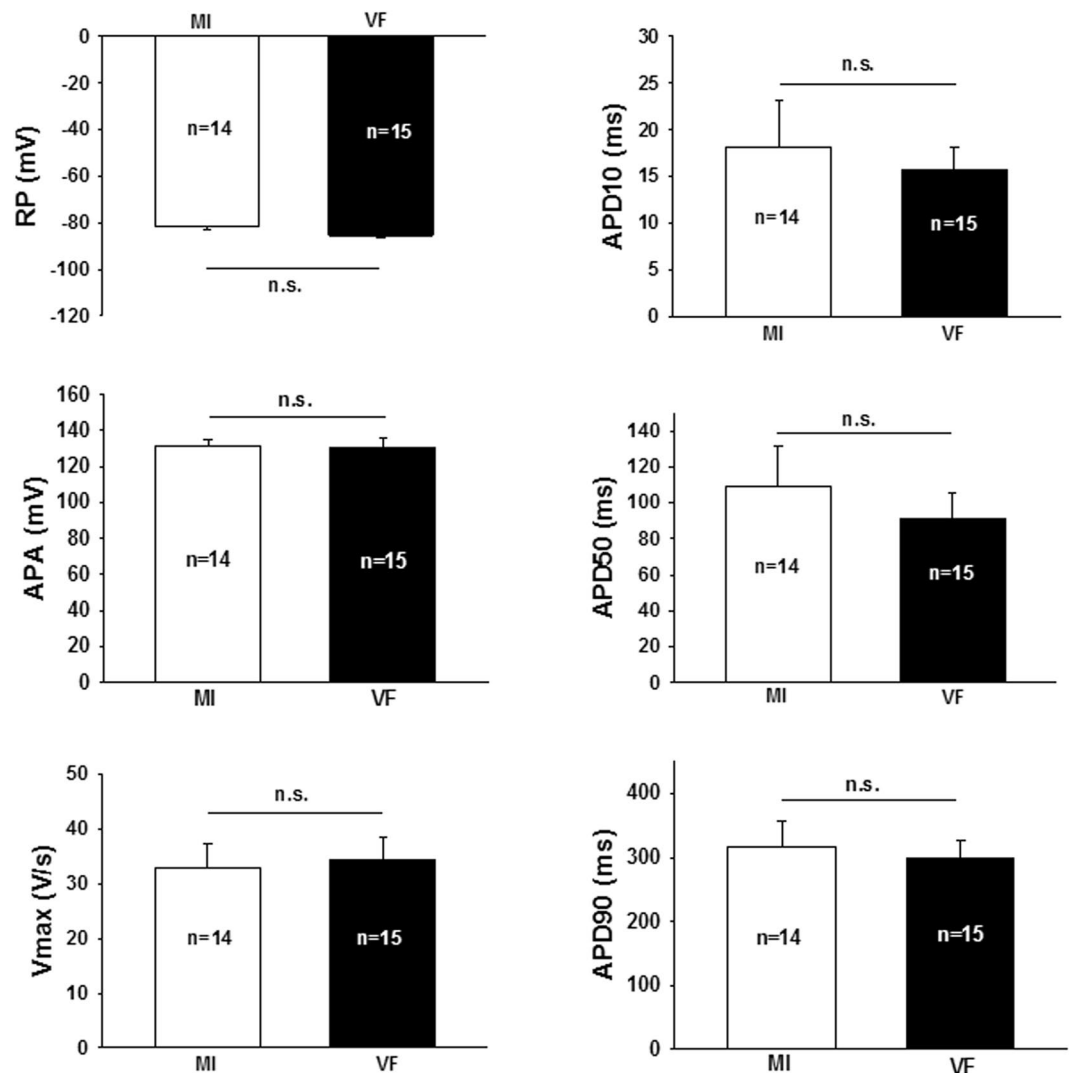 MI VF
0
-20
-40
-60
-80
-100
-120
RP (mV)
n=14 n=15
n.s.
30
25
20
15
10
5
0
APD10 (ms)
n.s.
n=14 n=15
MI VF
160
140
120
100
80
60
40
20
0
APA (mV)
n.s.
n=14 n=15
MI VF
140
120
100
80
60
40
20
0
APD50 (ms)
n.s.
n=14 n=15
MI VF
50
40
30
20
10
0
Vmax (V/s)
n.s.
n=14 n=15
MI VF
400
300
200
100
0
APD90 (ms)
n.s.
n=14 n=15
MI VF